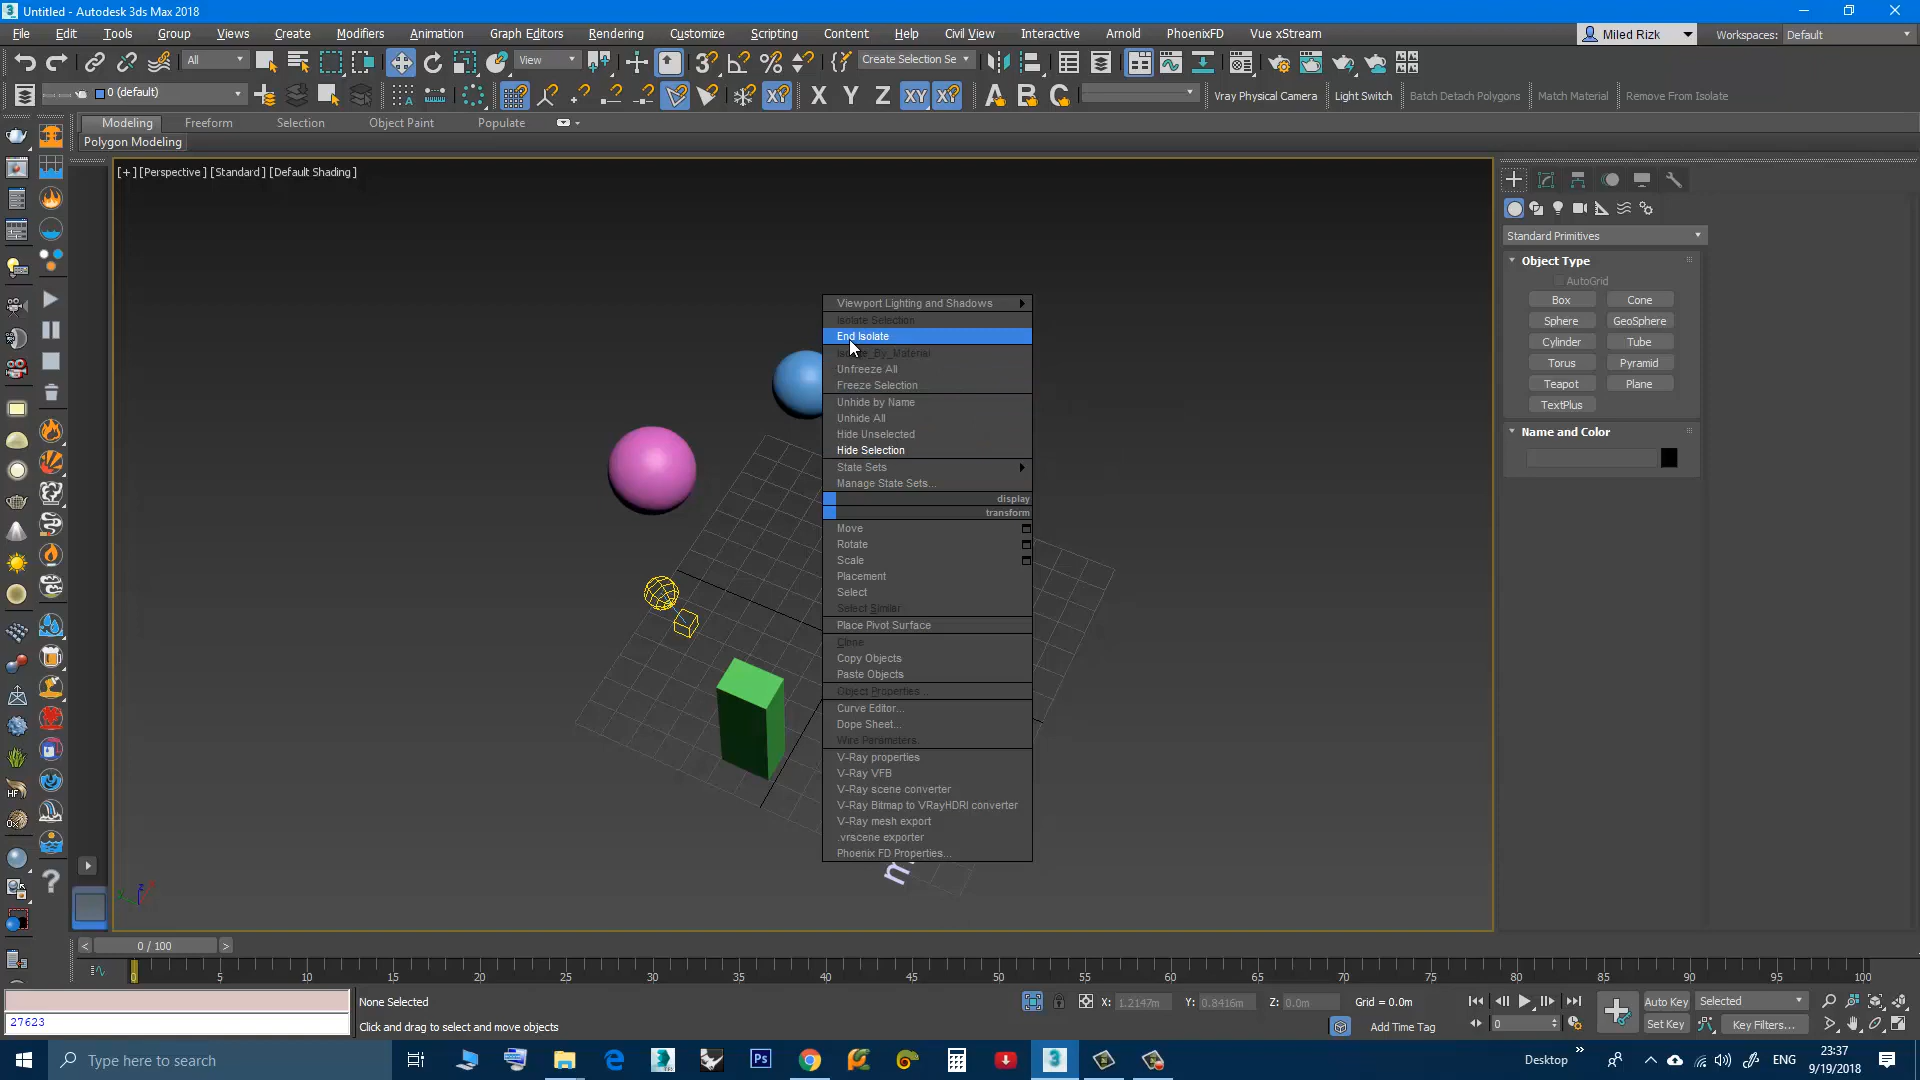 Untitled - Autodesk 3ds Max 2018
File Edit Tools Group Views Create Modifiers Animation Graph Editors Rendering Customize Scripting Content Help Civil View Interactive Arnold PhoenixFD Vue xStream Miled Rizk Workspaces: Default
All View Create Selection Se
0 (default) X Y Z XY XY A B C Vray Physical Camera Light Switch Batch Detach Polygons Match Material Remove From Isolate
Modeling Freeform Selection Object Paint Populate
Polygon Modeling
[+] [Perspective] [Standard] [Default Shading]
Viewport Lighting and Shadows
Isolate Selection
End Isolate
Isolate_By_Material
Unfreeze All
Freeze Selection
Unhide by Name
Unhide All
Hide Unselected
Hide Selection
State Sets
Manage State Sets...
display
transform
Move
Rotate
Scale
Placement
Select
Select Similar
Place Pivot Surface
Clone
Copy Objects
Paste Objects
Object Properties...
Curve Editor...
Dope Sheet...
Wire Parameters...
V-Ray properties
V-Ray VFB
V-Ray scene converter
V-Ray Bitmap to VRayHDRI converter
V-Ray mesh export
.vrscene exporter
Phoenix FD Properties...
m
Standard Primitives
Object Type
AutoGrid
Box Cone
Sphere GeoSphere
Cylinder Tube
Torus Pyramid
Teapot Plane
TextPlus
Name and Color
HF
z
< 0 / 100 >
0 5 10 15 20 25 30 35 40 45 50 55 60 65 70 75 80 85 90 95 100
27623
None Selected
Click and drag to select and move objects
X: 1.2147m Y: 0.8416m Z: 0.0m Grid = 0.0m
Add Time Tag
0
Auto Key Selected
Set Key Key Filters...
Type here to search
Ps
3
Desktop
ENG
23:37
9/19/2018